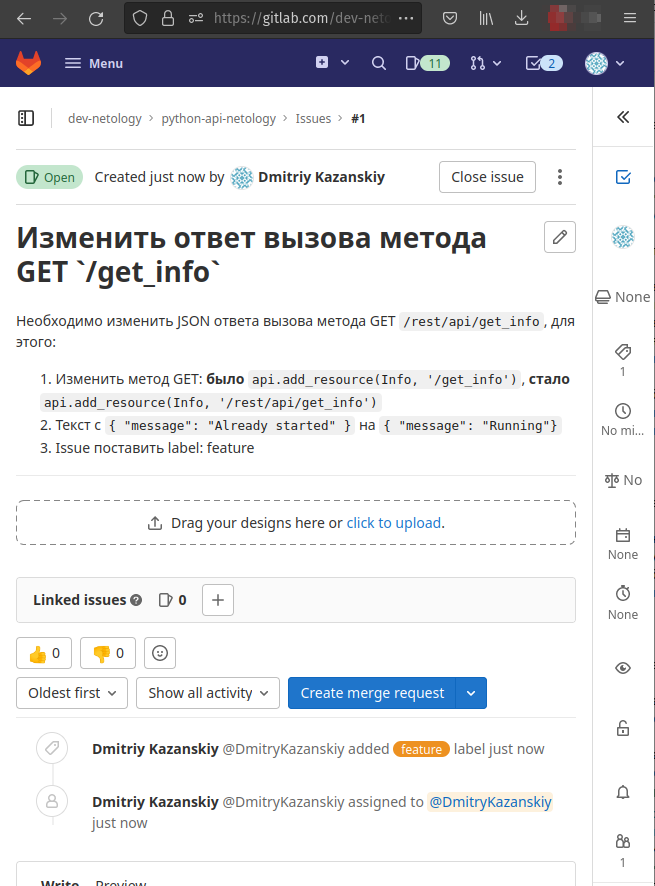 https://gitlab.com/dev-neto
Menu
11
2
dev-netology › python-api-netology › Issues › #1
Open
Created just now by Dmitriy Kazanskiy
Close issue
Изменить ответ вызова метода
GET `/get_info`
Необходимо изменить JSON ответа вызова метода GET /rest/api/get_info, для
этого:
1. Изменить метод GET: было api.add_resource(Info, '/get_info'), стало
api.add_resource(Info, '/rest/api/get_info')
2. Текст с { "message": "Already started" } на { "message": "Running"}
3. Issue поставить label: feature
Drag your designs here or click to upload.
Linked issues ? 0
0
0
Oldest first
Show all activity
Create merge request
Dmitriy Kazanskiy @DmitryKazanskiy added feature label just now
Dmitriy Kazanskiy @DmitryKazanskiy assigned to @DmitryKazanskiy
just now
Write Preview
None
1
No mi...
No
None
None
1